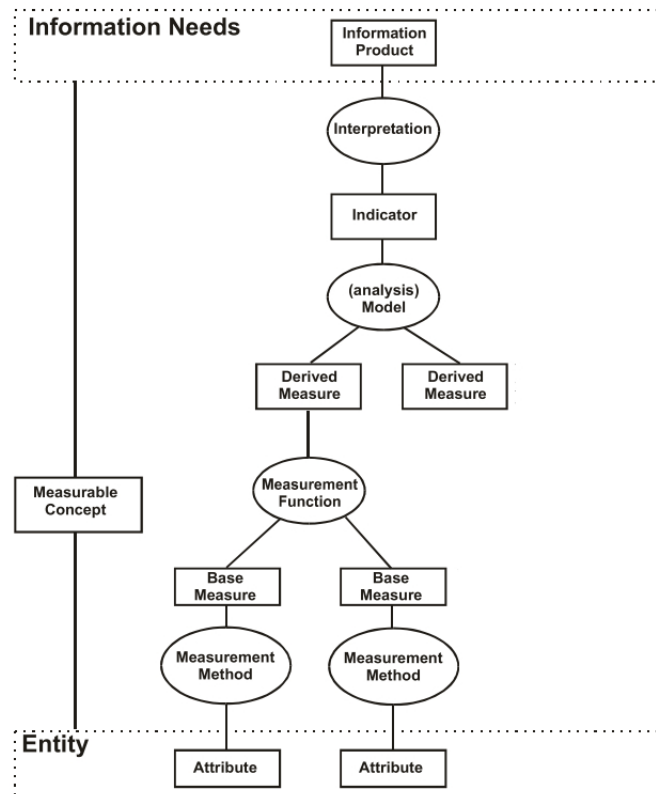 Information Needs
Information
Product
Interpretation
Indicator
(analysis)
Model
Derived
Measure
Derived
Measure
Measurable
Concept
Measurement
Function
Base
Measure
Base
Measure
Measurement
Method
Measurement
Method
Entity
Attribute
Attribute